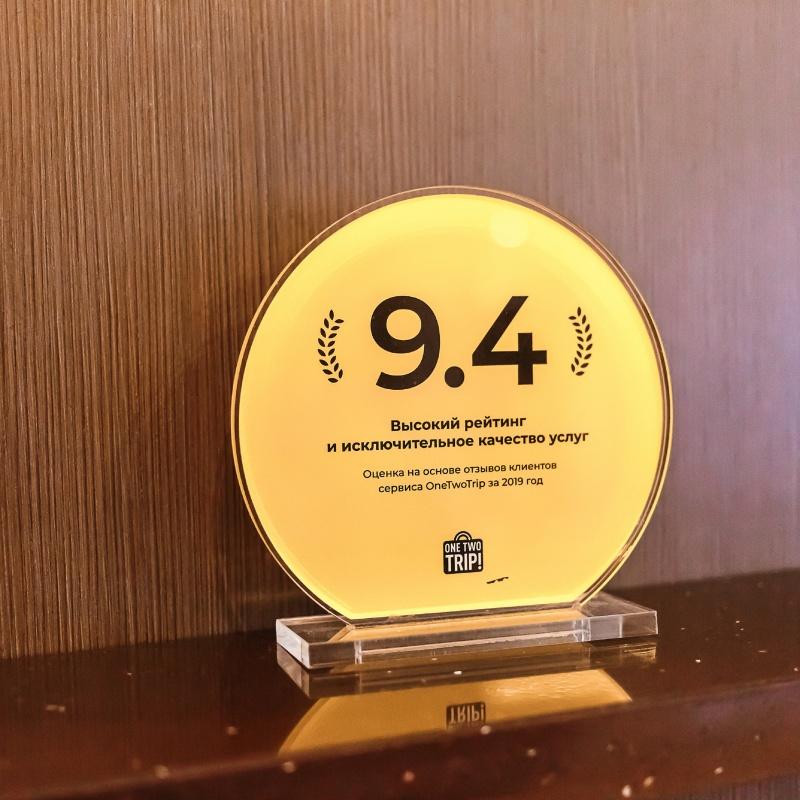 9.4
Высокий рейтинг
и исключительное качество услуг
Оценка на основе отзывов клиентов
сервиса OneTwoTrip за 2019 год
ONE TWO
TRIP!
TRIP!